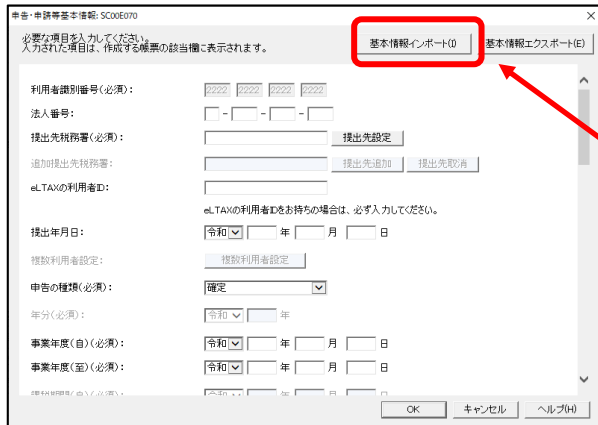 申告・申請等基本情報: SC00E070
必要な項目を入力してください。
入力された項目は、作成する帳票の該当欄に表示されます。
基本情報インポート(I) 基本情報エクスポート(E)
利用者識別番号(必須): 2222 2222 2222 2222
法人番号: - - -
提出先税務署(必須): 提出先設定
追加提出先税務署: 提出先追加 提出先取消
eLTAXの利用者ID:
eLTAXの利用者IDをお持ちの場合は、必ず入力してください。
提出年月日: 令和 年 月 日
複数利用者設定: 複数利用者設定
申告の種類(必須): 確定
年分(必須): 令和 年
事業年度(自)(必須): 令和 年 月 日
事業年度(至)(必須): 令和 年 月 日
課税期間(自)(必須): 令和 年 月 日
OK キャンセル ヘルプ(H)